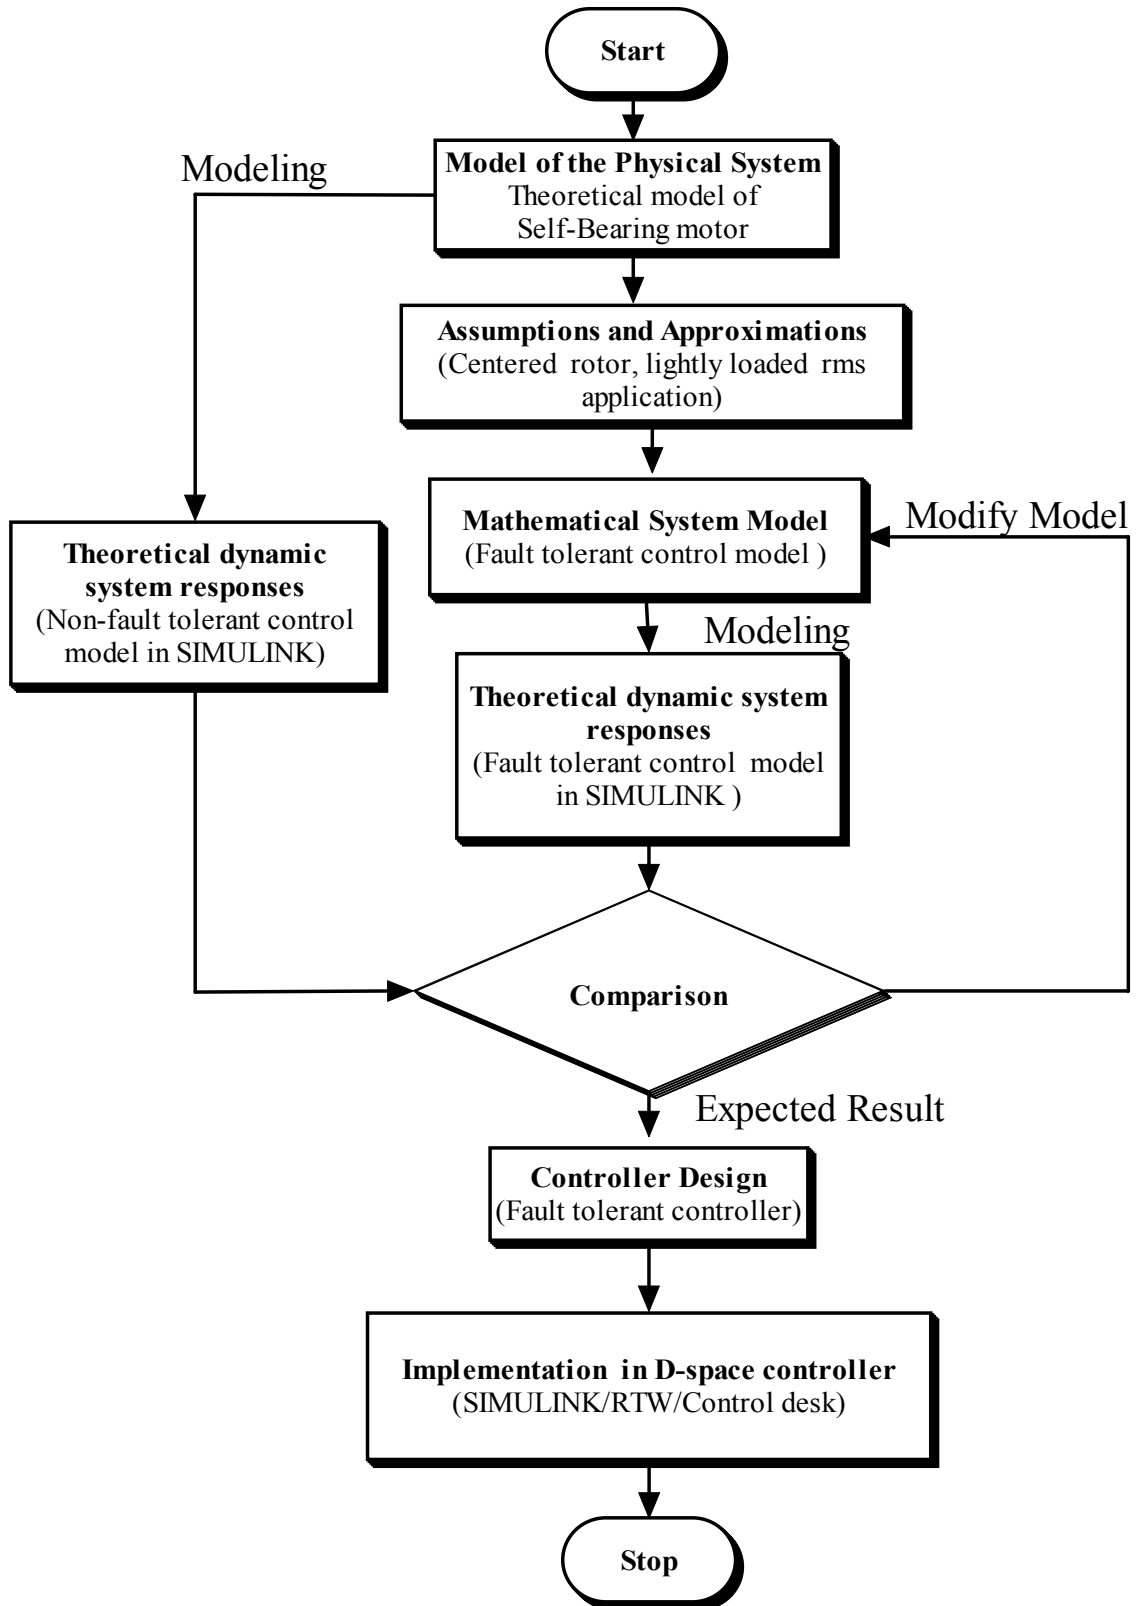 Start
Modeling
Model of the Physical System
Theoretical model of
Self-Bearing motor
Assumptions and Approximations
(Centered rotor, lightly loaded rms
application)
Mathematical System Model
(Fault tolerant control model )
Modify Model
Theoretical dynamic
system responses
(Non-fault tolerant control
model in SIMULINK)
Modeling
Theoretical dynamic system
responses
(Fault tolerant control model
in SIMULINK )
Comparison
Expected Result
Controller Design
(Fault tolerant controller)
Implementation in D-space controller
(SIMULINK/RTW/Control desk)
Stop